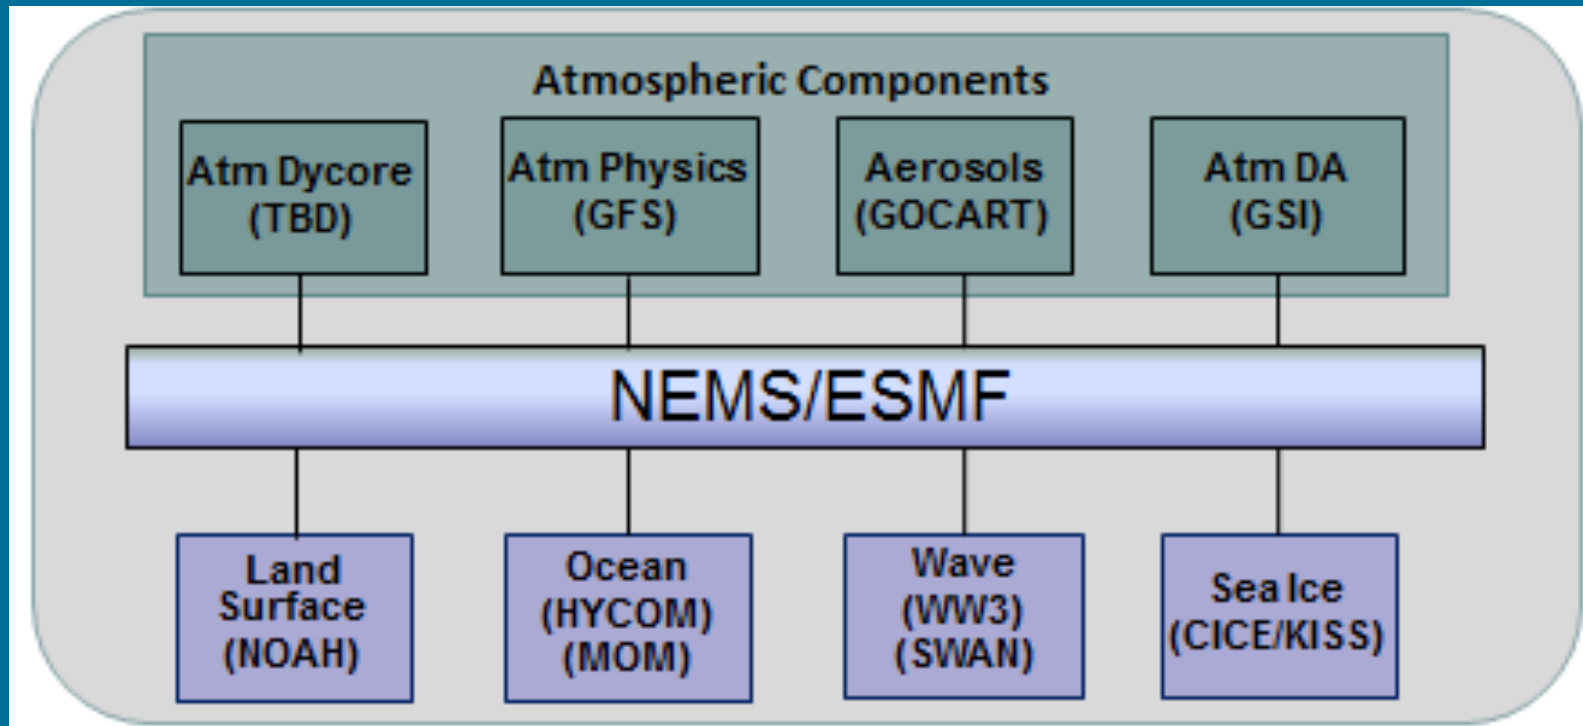 Atmospheric Components
Atm Dycore
(TBD)
Atm Physics
(GFS)
Aerosols
(GOCART)
Atm DA
(GSI)
NEMS/ESMF
Land
Surface
(NOAH)
Ocean
(HYCOM)
(MOM)
Wave
(WW3)
(SWAN)
Sea Ice
(CICE/KISS)